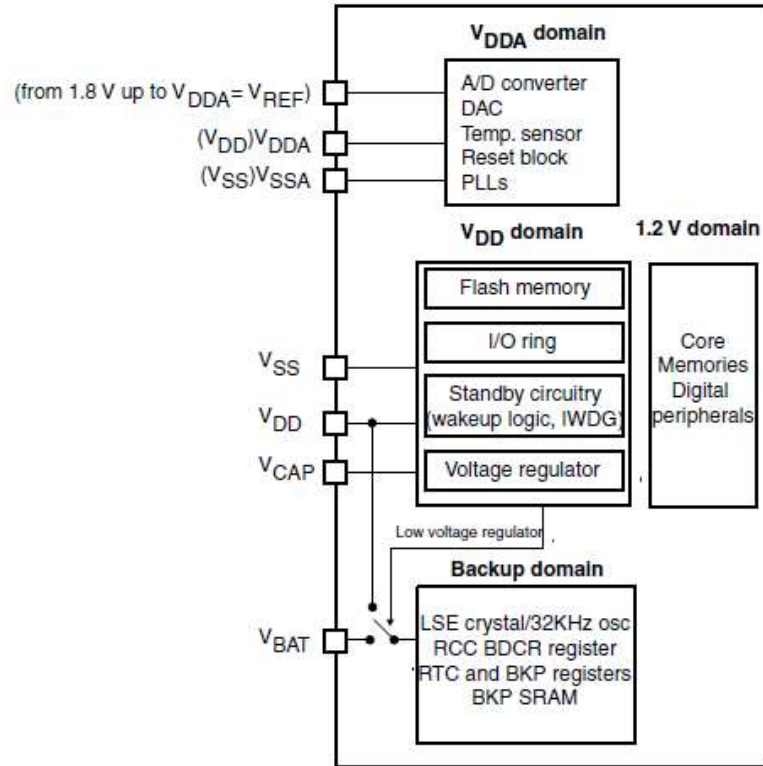 VDDA domain
(from 1.8 V up to VDDA= VREF)
(VDD)VDDA
(VSS)VSSA
A/D converter
DAC
Temp. sensor
Reset block
PLLs
VDD domain
1.2 V domain
Flash memory
I/O ring
Standby circuitry
(wakeup logic, IWDG)
Voltage regulator
Core
Memories
Digital
peripherals
VSS
VDD
VCAP
Low voltage regulator
Backup domain
VBAT
LSE crystal/32KHz osc
RCC BDCR register
RTC and BKP registers
BKP SRAM